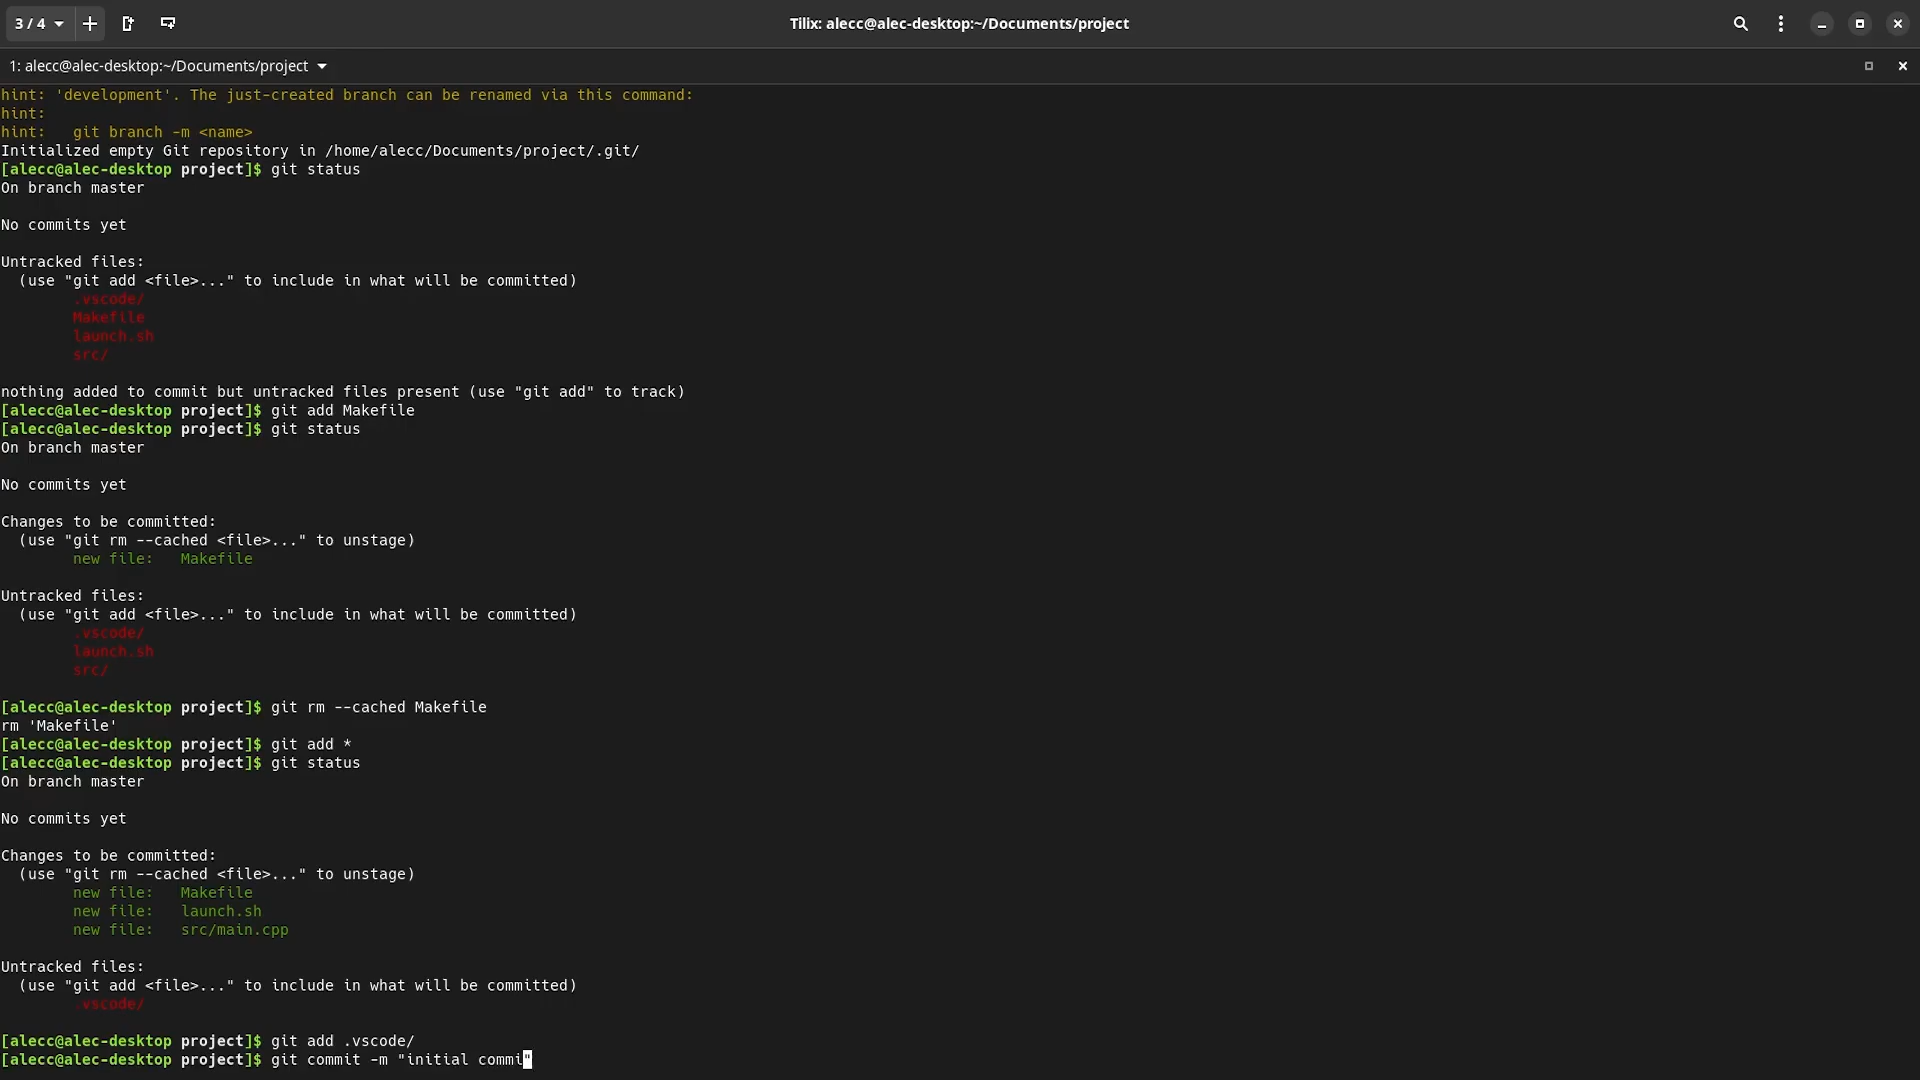 3 / 4
Tilix: alecc@alec-desktop:~/Documents/project
1: alecc@alec-desktop:~/Documents/project
hint: 'development'. The just-created branch can be renamed via this command:
hint:
hint:   git branch -m <name>
Initialized empty Git repository in /home/alecc/Documents/project/.git/
[alecc@alec-desktop project]$ git status
On branch master
No commits yet
Untracked files:
  (use "git add <file>..." to include in what will be committed)
        .vscode/
        Makefile
        launch.sh
        src/
nothing added to commit but untracked files present (use "git add" to track)
[alecc@alec-desktop project]$ git add Makefile
[alecc@alec-desktop project]$ git status
On branch master
No commits yet
Changes to be committed:
  (use "git rm --cached <file>..." to unstage)
        new file:   Makefile
Untracked files:
  (use "git add <file>..." to include in what will be committed)
        .vscode/
        launch.sh
        src/
[alecc@alec-desktop project]$ git rm --cached Makefile
rm 'Makefile'
[alecc@alec-desktop project]$ git add *
[alecc@alec-desktop project]$ git status
On branch master
No commits yet
Changes to be committed:
  (use "git rm --cached <file>..." to unstage)
        new file:   Makefile
        new file:   launch.sh
        new file:   src/main.cpp
Untracked files:
  (use "git add <file>..." to include in what will be committed)
        .vscode/
[alecc@alec-desktop project]$ git add .vscode/
[alecc@alec-desktop project]$ git commit -m "initial commi"